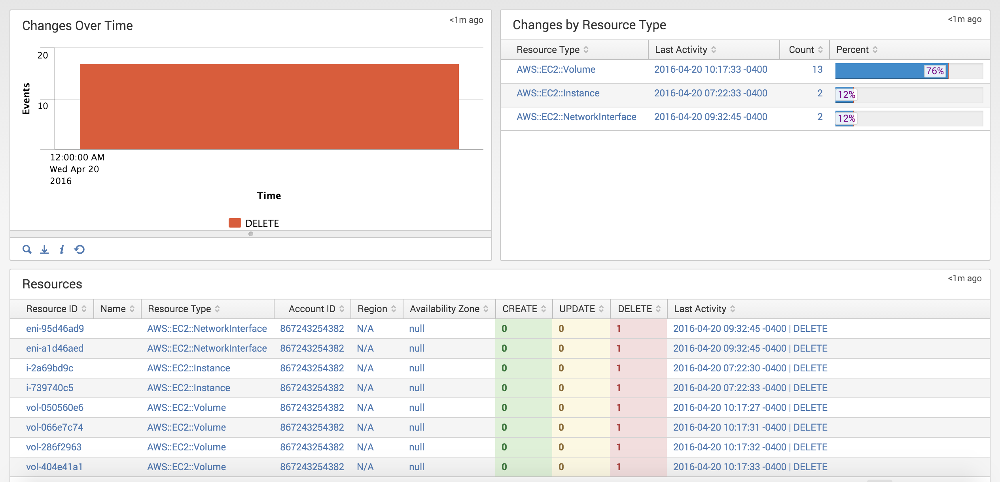 Changes Over Time
<1m ago
20
10
Events
12:00:00 AM
Wed Apr 20
2016
Time
DELETE
Changes by Resource Type
<1m ago
Resource Type Last Activity Count Percent
AWS::EC2::Volume 2016-04-20 10:17:33 -0400 13 76%
AWS::EC2::Instance 2016-04-20 07:22:33 -0400 2 12%
AWS::EC2::NetworkInterface 2016-04-20 09:32:45 -0400 2 12%
Resources
<1m ago
Resource ID Name Resource Type Account ID Region Availability Zone CREATE UPDATE DELETE Last Activity
eni-95d46ad9 AWS::EC2::NetworkInterface 867243254382 N/A null 0 0 1 2016-04-20 09:32:45 -0400 | DELETE
eni-a1d46aed AWS::EC2::NetworkInterface 867243254382 N/A null 0 0 1 2016-04-20 09:32:45 -0400 | DELETE
i-2a69bd9c AWS::EC2::Instance 867243254382 N/A null 0 0 1 2016-04-20 07:22:30 -0400 | DELETE
i-739740c5 AWS::EC2::Instance 867243254382 N/A null 0 0 1 2016-04-20 07:22:33 -0400 | DELETE
vol-050560e6 AWS::EC2::Volume 867243254382 N/A null 0 0 1 2016-04-20 10:17:27 -0400 | DELETE
vol-066e7c74 AWS::EC2::Volume 867243254382 N/A null 0 0 1 2016-04-20 10:17:31 -0400 | DELETE
vol-286f2963 AWS::EC2::Volume 867243254382 N/A null 0 0 1 2016-04-20 10:17:32 -0400 | DELETE
vol-404e41a1 AWS::EC2::Volume 867243254382 N/A null 0 0 1 2016-04-20 10:17:33 -0400 | DELETE